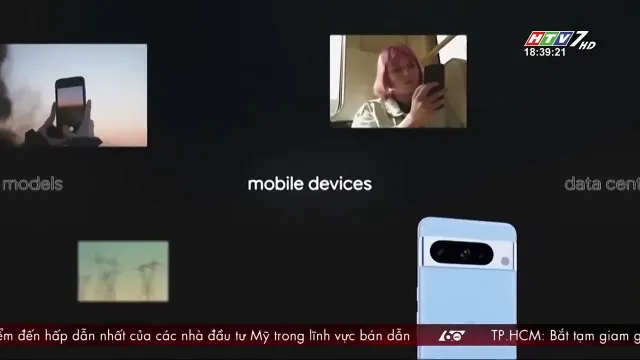 HTV7 HD
18:39:21
models
mobile devices
data cent
ểm đến hấp dẫn nhất của các nhà đầu tư Mỹ trong lĩnh vực bán dẫn
60
TP.HCM: Bắt tạm giam g